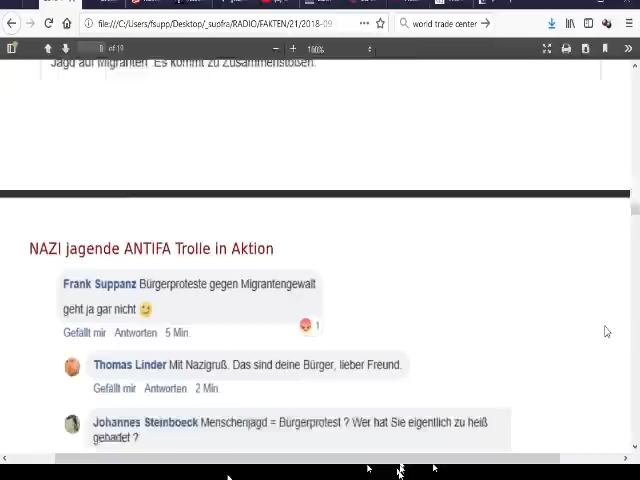 file:///C:/Users/fsupp/Desktop/_supfra/RADIO/FAKTEN/21/2018-09
world trade center
8 of 19
160%
Jagd auf Migranten. Es kommt zu Zusammenstößen.
NAZI jagende ANTIFA Trolle in Aktion
Frank Suppanz Bürgerproteste gegen Migrantengewalt
geht ja gar nicht
1
Gefällt mir Antworten 5 Min.
Thomas Linder Mit Nazigruß. Das sind deine Bürger, lieber Freund.
Gefällt mir Antworten 2 Min.
Johannes Steinboeck Menschenjagd = Bürgerprotest ? Wer hat Sie eigentlich zu heiß
gebadet ?